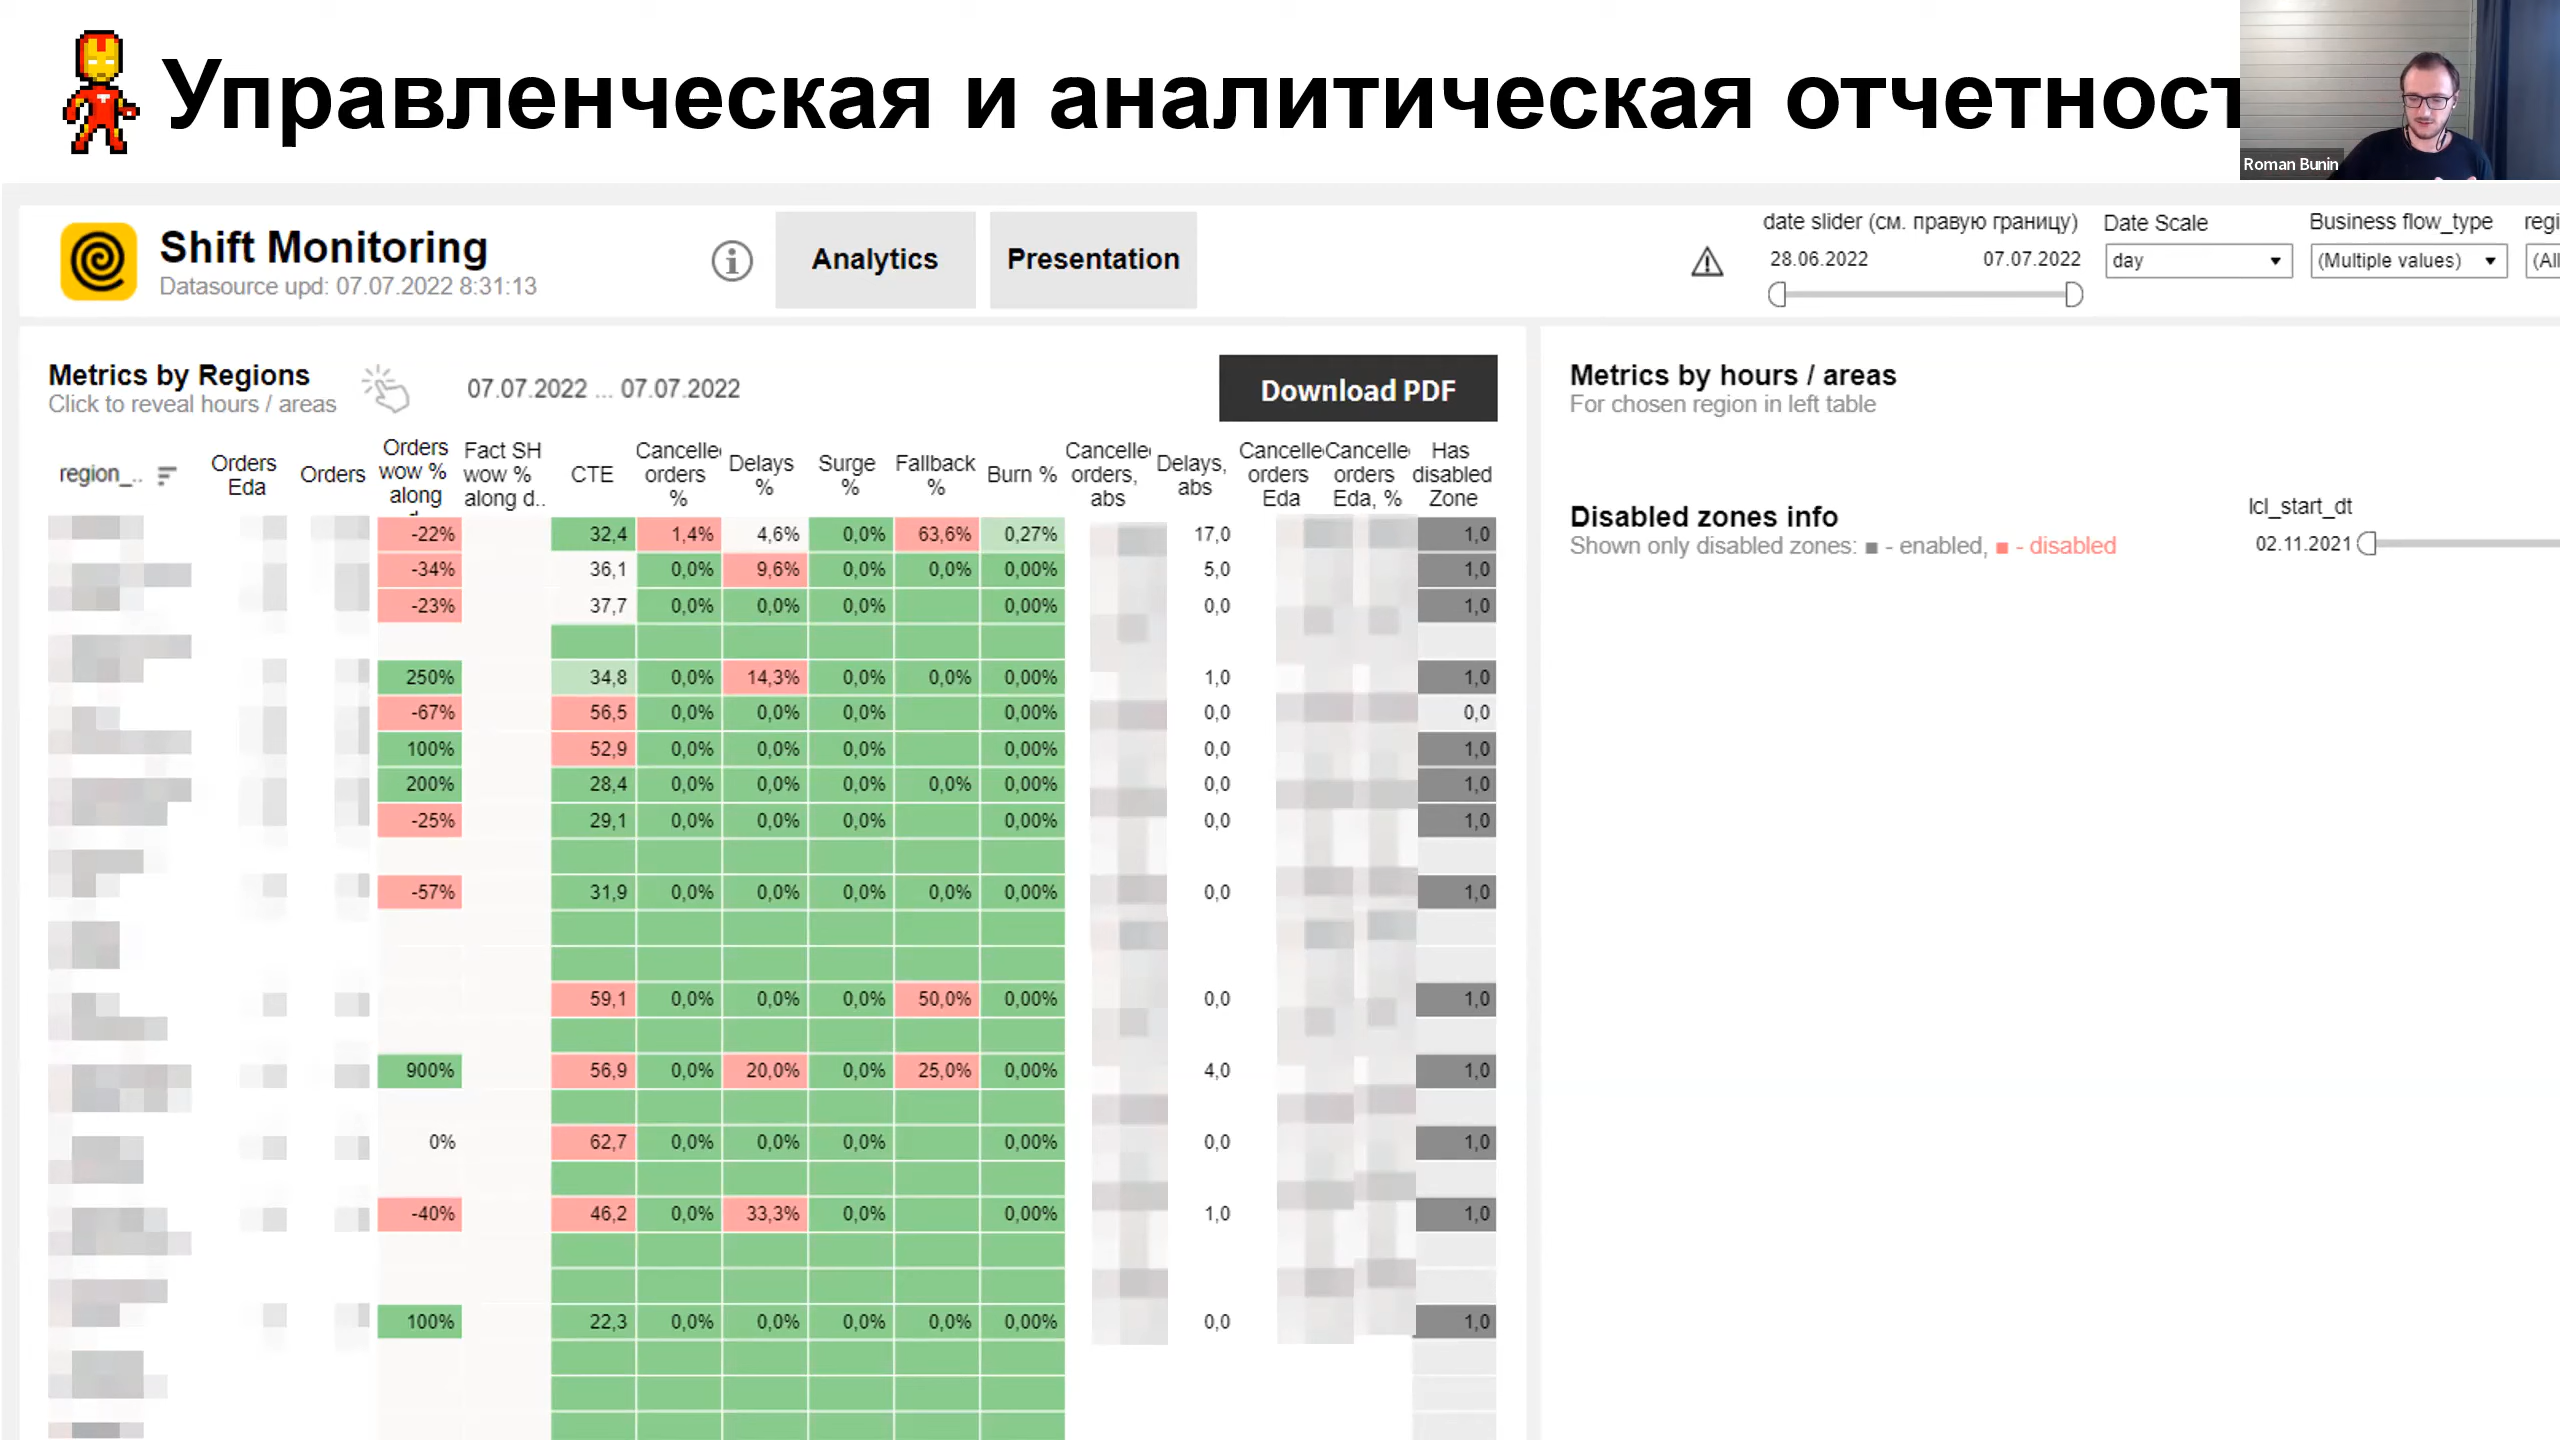 Управленческая и аналитическая отчетност
Roman Bunin
Shift Monitoring
Datasource upd: 07.07.2022 8:31:13
Analytics
Presentation
date slider (см. правую границу)
28.06.2022 07.07.2022
Date Scale
day
Business flow_type
(Multiple values)
regi
(All
Metrics by Regions
Click to reveal hours / areas
07.07.2022 ... 07.07.2022
Download PDF
Metrics by hours / areas
For chosen region in left table
Disabled zones info
Shown only disabled zones: ■ - enabled, ■ - disabled
lcl_start_dt
02.11.2021
region_.. Orders Eda Orders Orders wow % along Fact SH wow % along d.. CTE Cancelle orders % Delays % Surge % Fallback % Burn % Cancelle orders, abs Delays, abs Cancelle orders Eda Cancelle orders Eda, % Has disabled Zone
-22% 32,4 1,4% 4,6% 0,0% 63,6% 0,27% 17,0 1,0
-34% 36,1 0,0% 9,6% 0,0% 0,0% 0,00% 5,0 1,0
-23% 37,7 0,0% 0,0% 0,0% 0,00% 0,0 1,0
250% 34,8 0,0% 14,3% 0,0% 0,0% 0,00% 1,0 1,0
-67% 56,5 0,0% 0,0% 0,0% 0,00% 0,0 0,0
100% 52,9 0,0% 0,0% 0,0% 0,00% 0,0 1,0
200% 28,4 0,0% 0,0% 0,0% 0,0% 0,00% 0,0 1,0
-25% 29,1 0,0% 0,0% 0,0% 0,00% 0,0 1,0
-57% 31,9 0,0% 0,0% 0,0% 0,0% 0,00% 0,0 1,0
59,1 0,0% 0,0% 0,0% 50,0% 0,00% 0,0 1,0
900% 56,9 0,0% 20,0% 0,0% 25,0% 0,00% 4,0 1,0
0% 62,7 0,0% 0,0% 0,0% 0,00% 0,0 1,0
-40% 46,2 0,0% 33,3% 0,0% 0,00% 1,0 1,0
100% 22,3 0,0% 0,0% 0,0% 0,0% 0,00% 0,0 1,0